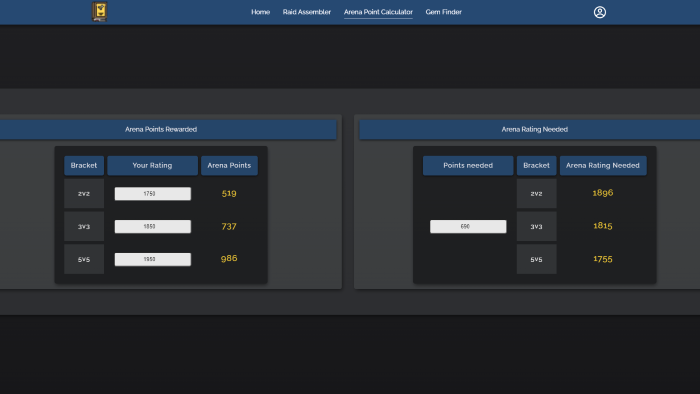 Home Raid Assembler Arena Point Calculator Gem Finder
Arena Points Rewarded
Bracket Your Rating Arena Points
2v2 1750 519
3v3 1850 737
5v5 1950 986
Arena Rating Needed
Points needed Bracket Arena Rating Needed
2v2 1896
690 3v3 1815
5v5 1755